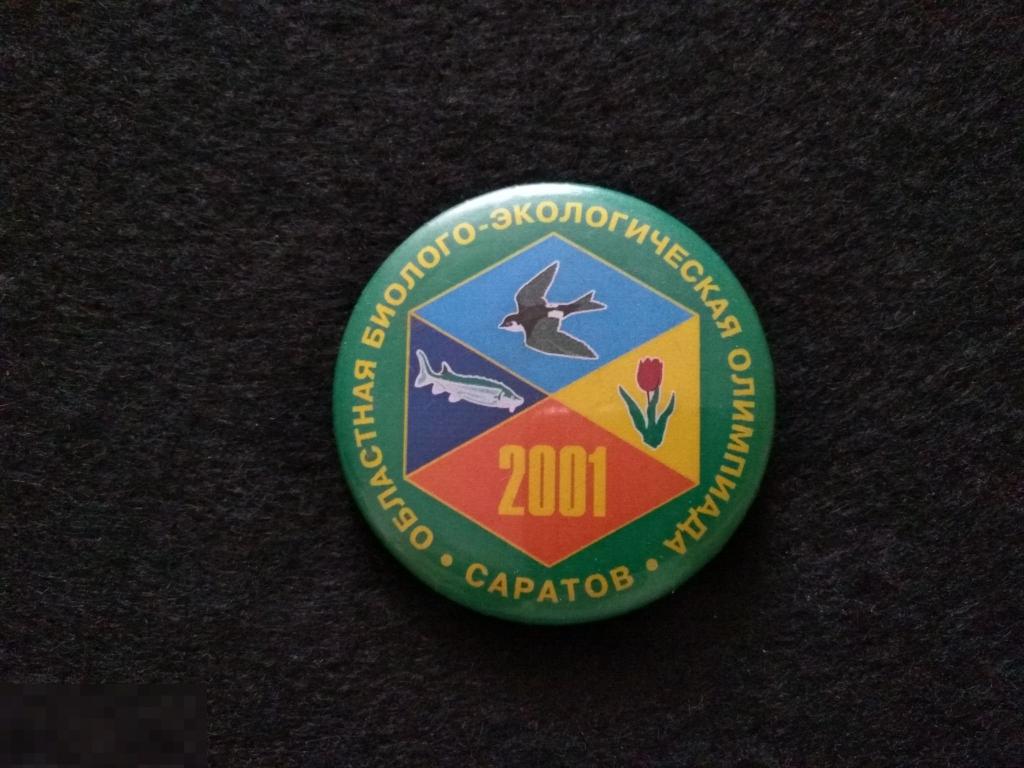 ОБЛАСТНАЯ БИОЛОГО-ЭКОЛОГИЧЕСКАЯ ОЛИМПИАДА
2001
• САРАТОВ •